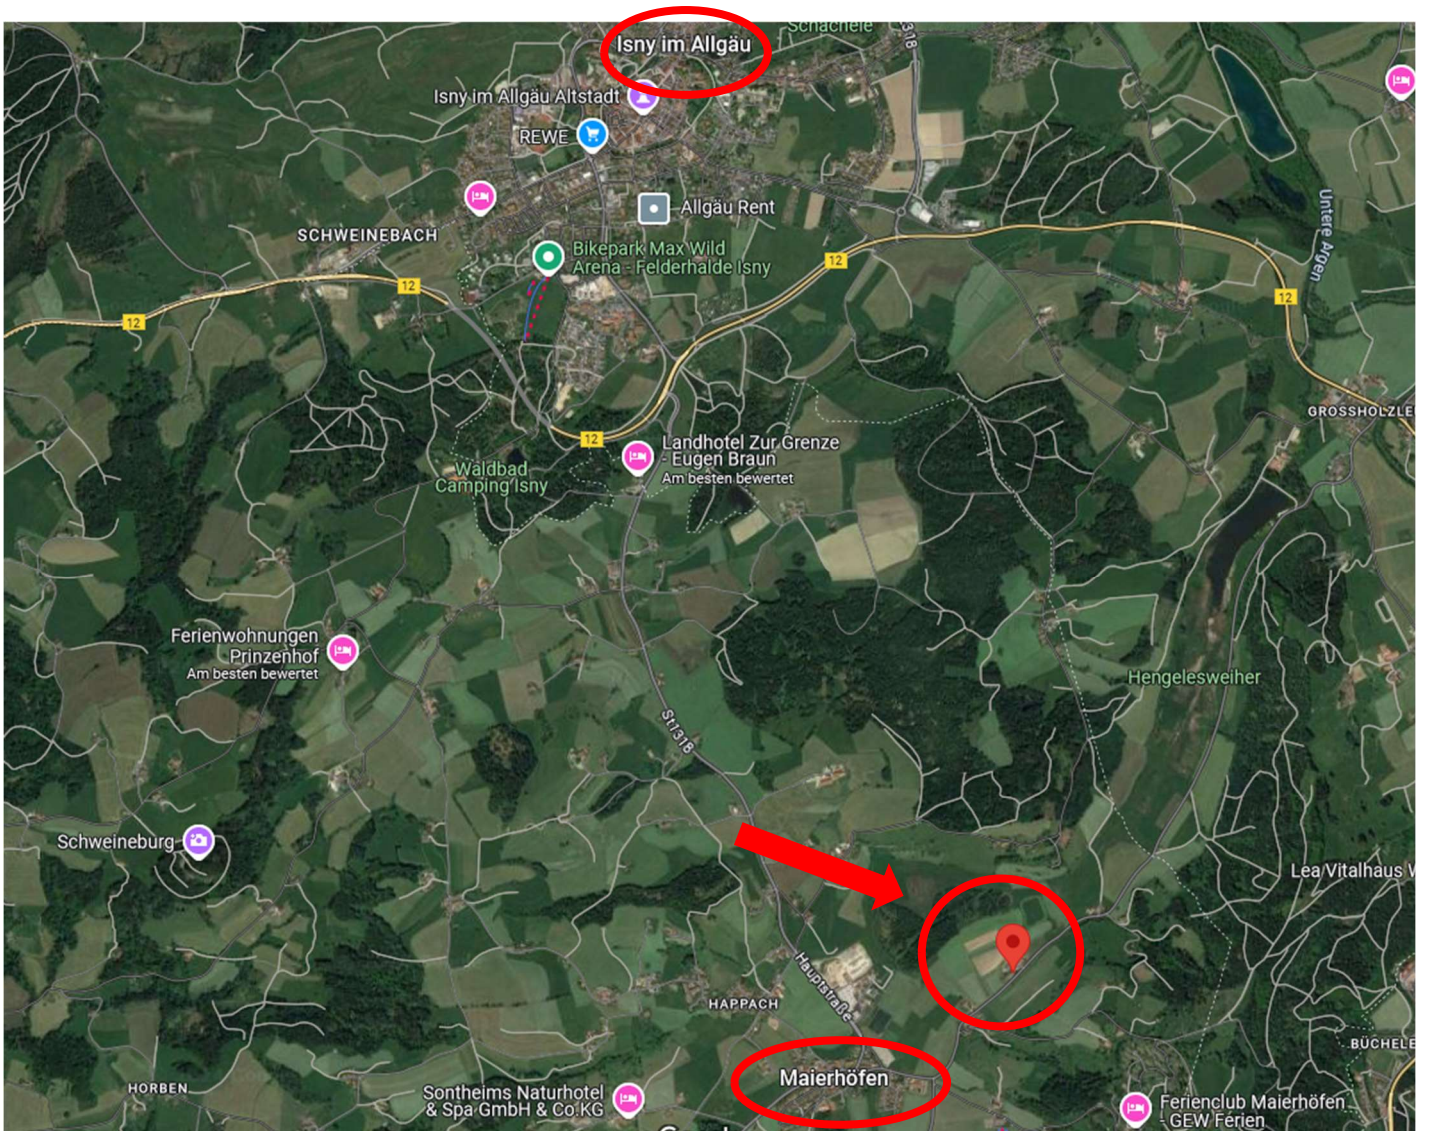 Schachele
Isny im Allgäu
318
Isny im Allgäu Altstadt
REWE
Untere Argen
Allgäu Rent
SCHWEINEBACH
Bikepark Max Wild
Arena - Felderhalde Isny
12
12
12
12
12
GROSSHOLZLE
Landhotel Zur Grenze
- Eugen Braun
Am besten bewertet
Waldbad
Camping Isny
Ferienwohnungen
Prinzenhof
Am besten bewertet
Hengelesweiher
St1318
Schweineburg
Lea Vitalhaus W
Hauptstraße
HAPPACH
BÜCHELE
Maierhöfen
HORBEN
Sontheims Naturhotel
& Spa GmbH & Co.KG
Ferienclub Maierhöfen
- GEW Ferien